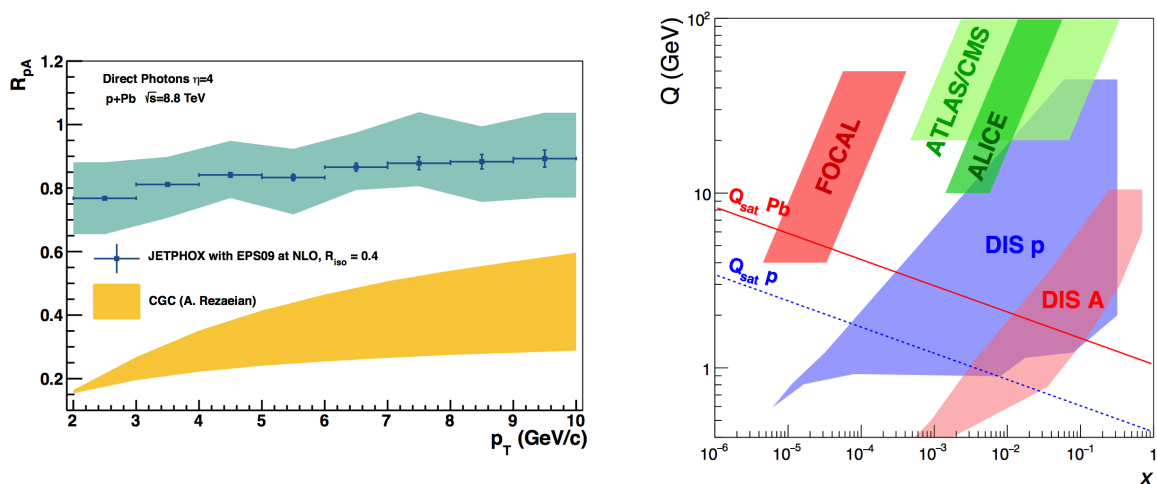 R_pA
1.2
1
0.8
0.6
0.4
0.2
Direct Photons η=4
p+Pb √s=8.8 TeV
JETPHOX with EPS09 at NLO, R_iso = 0.4
CGC (A. Rezaeian)
2 3 4 5 6 7 8 9 10
p_T (GeV/c)
Q (GeV)
10²
10
1
ATLAS/CMS
ALICE
FOCAL
Q_sat Pb
Q_sat p
DIS p
DIS A
10⁻⁶ 10⁻⁵ 10⁻⁴ 10⁻³ 10⁻² 10⁻¹ 1
x